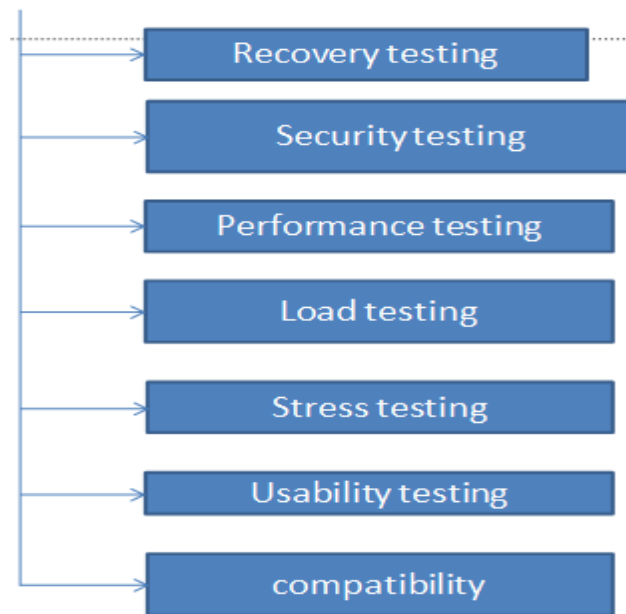 Recovery testing
Security testing
Performance testing
Load testing
Stress testing
Usability testing
compatibility